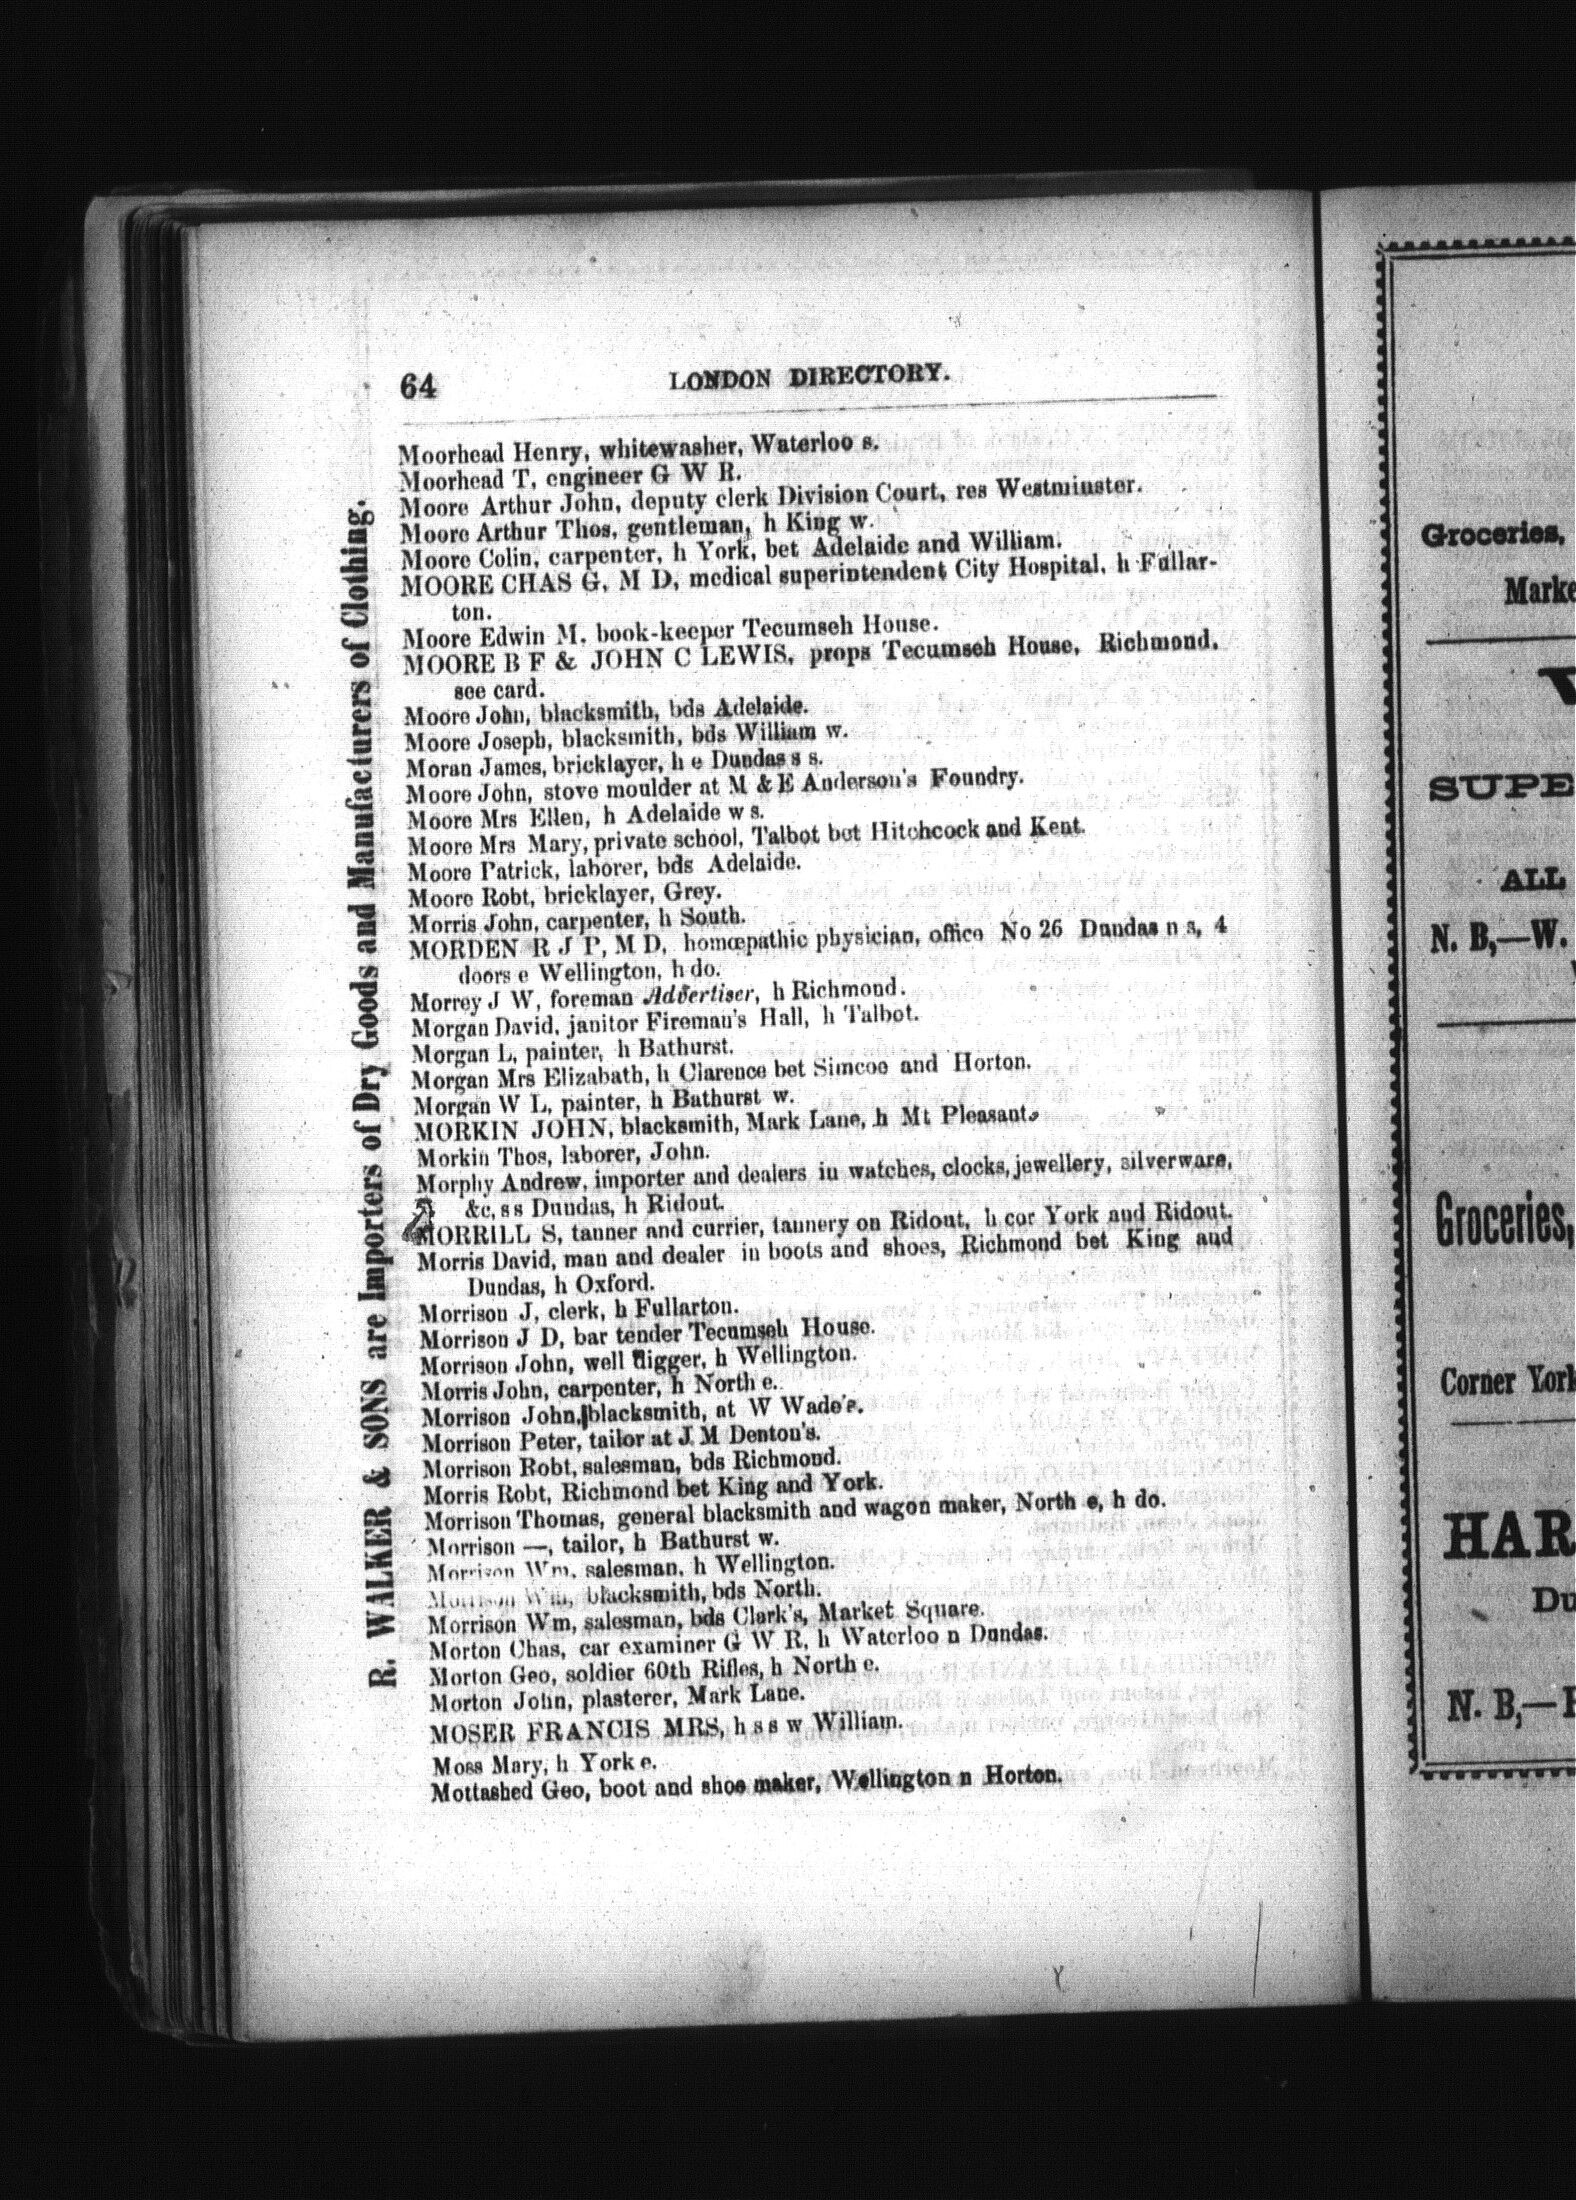 64
LONDON DIRECTORY.
Moorhead Henry, whitewasher, Waterloo s.
Moorhead T, engineer G W R.
Moore Arthur John, deputy clerk Division Court, res Westminster.
Moore Arthur Thos, gentleman, h King w.
Moore Colin, carpenter, h York, bet Adelaide and William.
MOORE CHAS G, M D, medical superintendent City Hospital, h Fullar-
ton.
Moore Edwin M, book-keeper Tecumseh House.
MOORE B F & JOHN C LEWIS, props Tecumseh House, Richmond,
see card.
Moore John, blacksmith, bds Adelaide.
Moore Joseph, blacksmith, bds William w.
Moran James, bricklayer, h e Dundas s s.
Moore John, stove moulder at M & E Anderson's Foundry.
Moore Mrs Ellen, h Adelaide w s.
Moore Mrs Mary, private school, Talbot bet Hitchcock and Kent.
Moore Patrick, laborer, bds Adelaide.
Moore Robt, bricklayer, Grey.
Morris John, carpenter, h South.
MORDEN R J P, M D, homœpathic physician, office No 26 Dundas n s, 4
doors e Wellington, h do.
Morrey J W, foreman Advertiser, h Richmond.
Morgan David, janitor Fireman's Hall, h Talbot.
Morgan L, painter, h Bathurst.
Morgan Mrs Elizabath, h Clarence bet Simcoe and Horton.
Morgan W L, painter, h Bathurst w.
MORKIN JOHN, blacksmith, Mark Lane, h Mt Pleasant.
Morkin Thos, laborer, John.
Morphy Andrew, importer and dealers in watches, clocks, jewellery, silverware,
&c, s s Dundas, h Ridout.
MORRILL S, tanner and currier, tannery on Ridout, h cor York and Ridout.
Morris David, man and dealer in boots and shoes, Richmond bet King and
Dundas, h Oxford.
Morrison J, clerk, h Fullarton.
Morrison J D, bar tender Tecumseh House.
Morrison John, well digger, h Wellington.
Morris John, carpenter, h North e.
Morrison John, blacksmith, at W Wade's.
Morrison Peter, tailor at J M Denton's.
Morrison Robt, salesman, bds Richmond.
Morris Robt, Richmond bet King and York.
Morrison Thomas, general blacksmith and wagon maker, North e, h do.
Morrison —, tailor, h Bathurst w.
Morrison Wm, salesman, h Wellington.
Morrison Wm, blacksmith, bds North.
Morrison Wm, salesman, bds Clark's, Market Square.
Morton Chas, car examiner G W R, h Waterloo n Dundas.
Morton Geo, soldier 60th Rifles, h North e.
Morton John, plasterer, Mark Lane.
MOSER FRANCIS MRS, h s s w William.
Moss Mary, h York e.
Mottashed Geo, boot and shoe maker, Wellington n Horton.
R. WALKER & SONS are Importers of Dry Goods and Manufacturers of Clothing.
Groceries,
Marke
V
SUPE
ALL
N. B,—W.
Groceries,
Corner York
HAR
Du
N. B,—